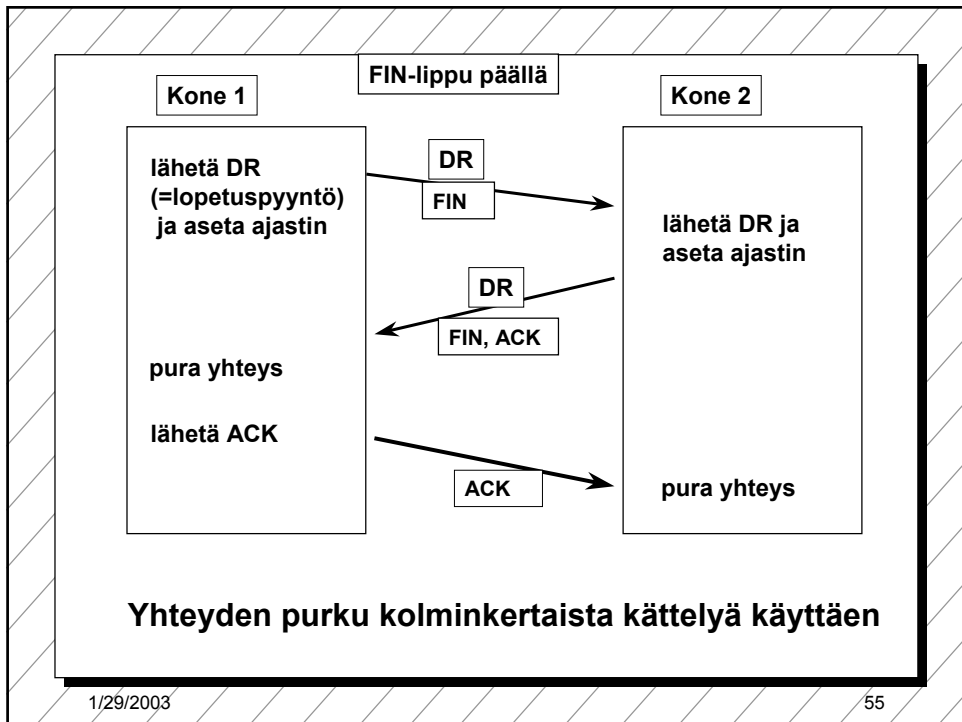 FIN-lippu päällä
Kone 1
Kone 2
lähetä DR
(=lopetuspyyntö)
ja aseta ajastin
DR
FIN
lähetä DR ja
aseta ajastin
DR
FIN, ACK
pura yhteys
lähetä ACK
ACK
pura yhteys
Yhteyden purku kolminkertaista kättelyä käyttäen
1/29/2003
55